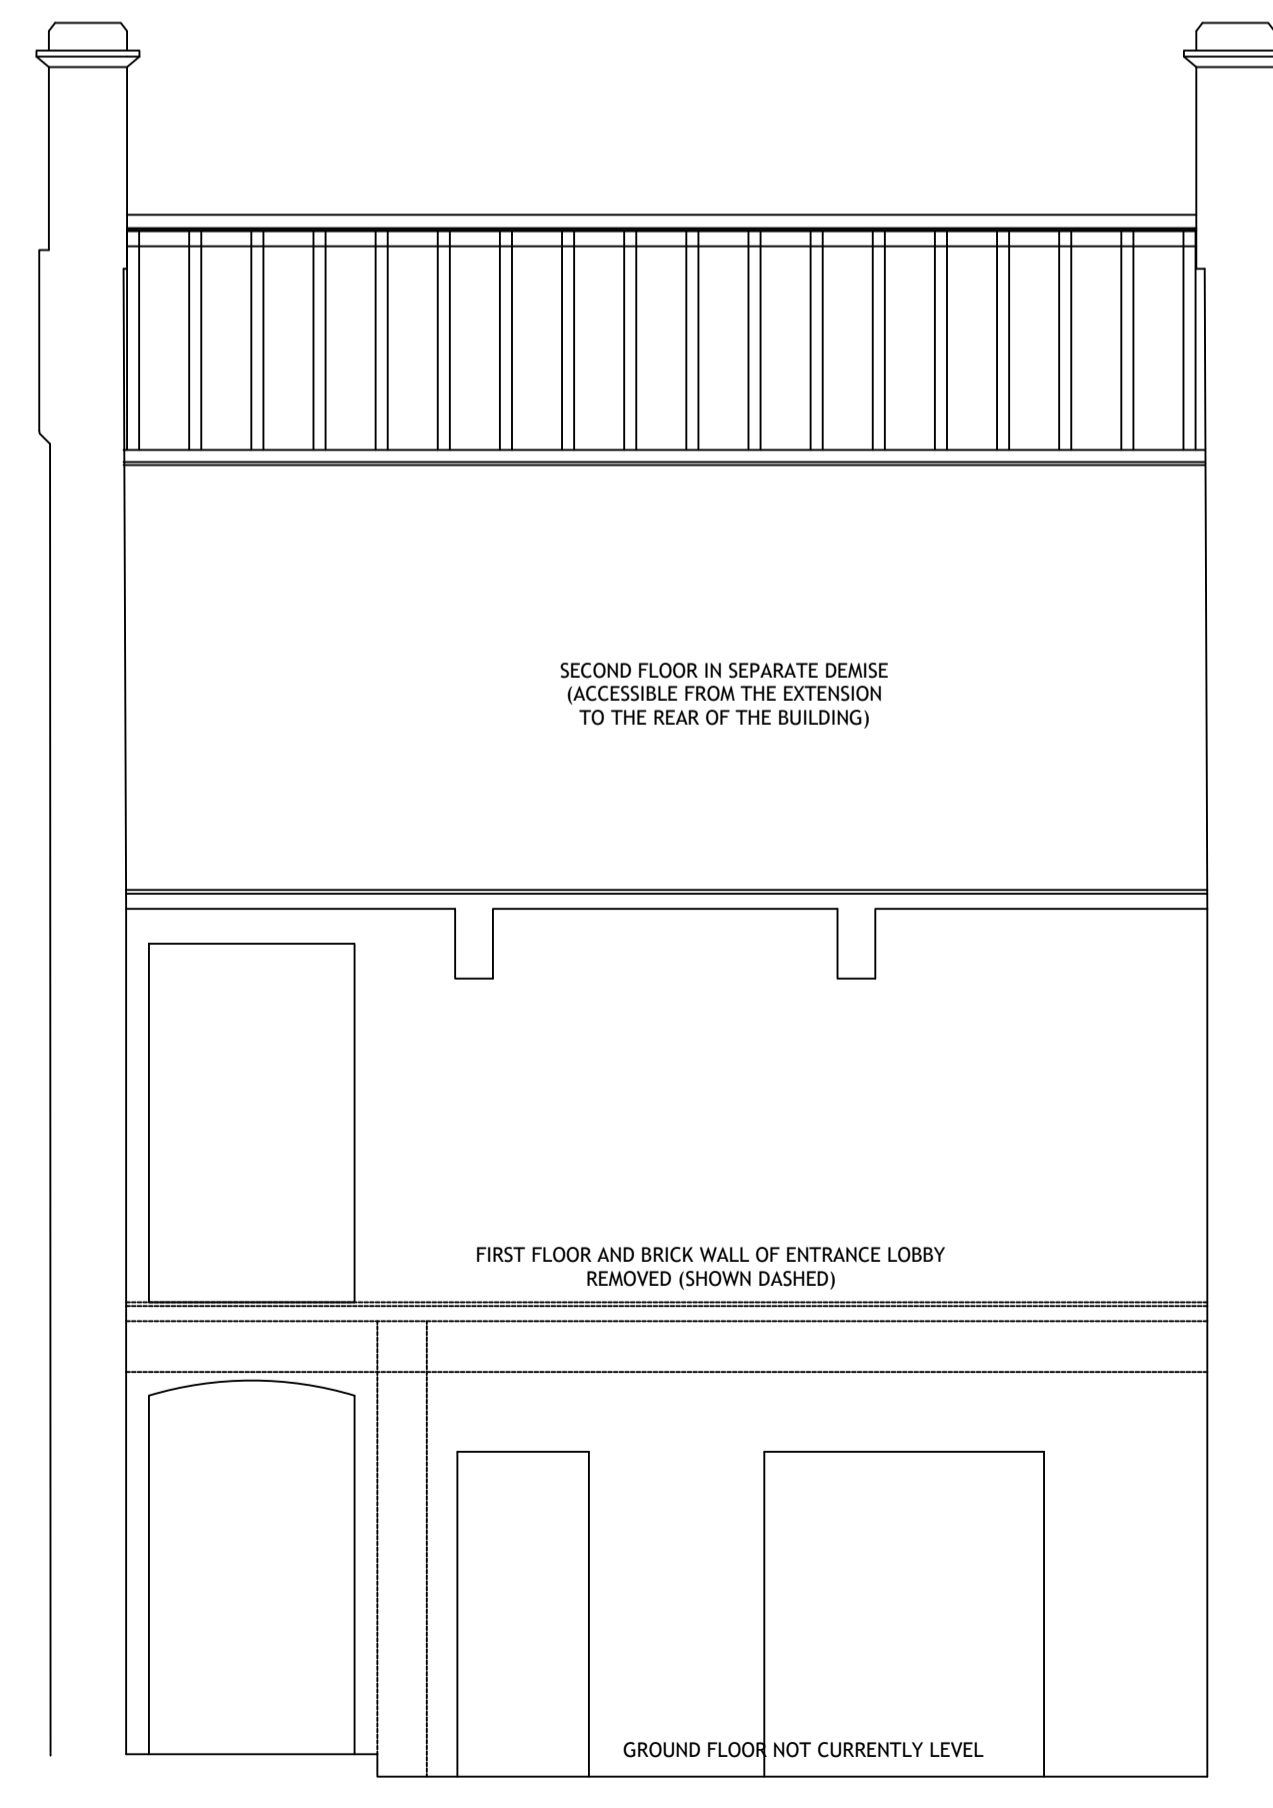 SECOND FLOOR IN SEPARATE DEMISE
(ACCESSIBLE FROM THE EXTENSION
TO THE REAR OF THE BUILDING)
FIRST FLOOR AND BRICK WALL OF ENTRANCE LOBBY
REMOVED (SHOWN DASHED)
GROUND FLOOR NOT CURRENTLY LEVEL